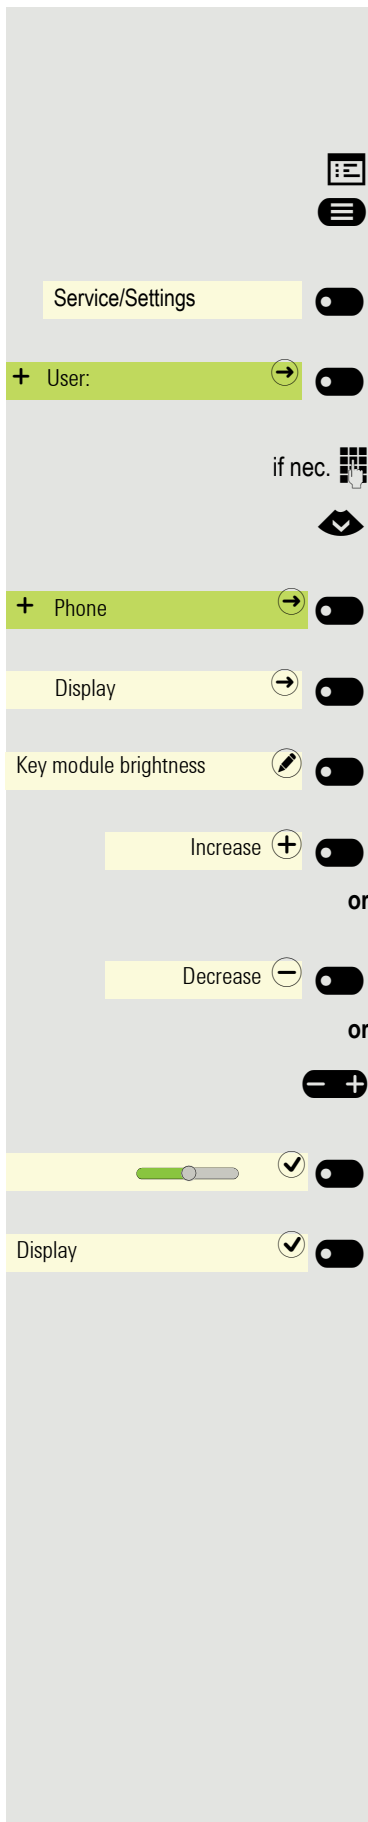 Service/Settings
+ User:
if nec.
+ Phone
Display
Key module brightness
Increase +
or
Decrease −
or
− +
Display